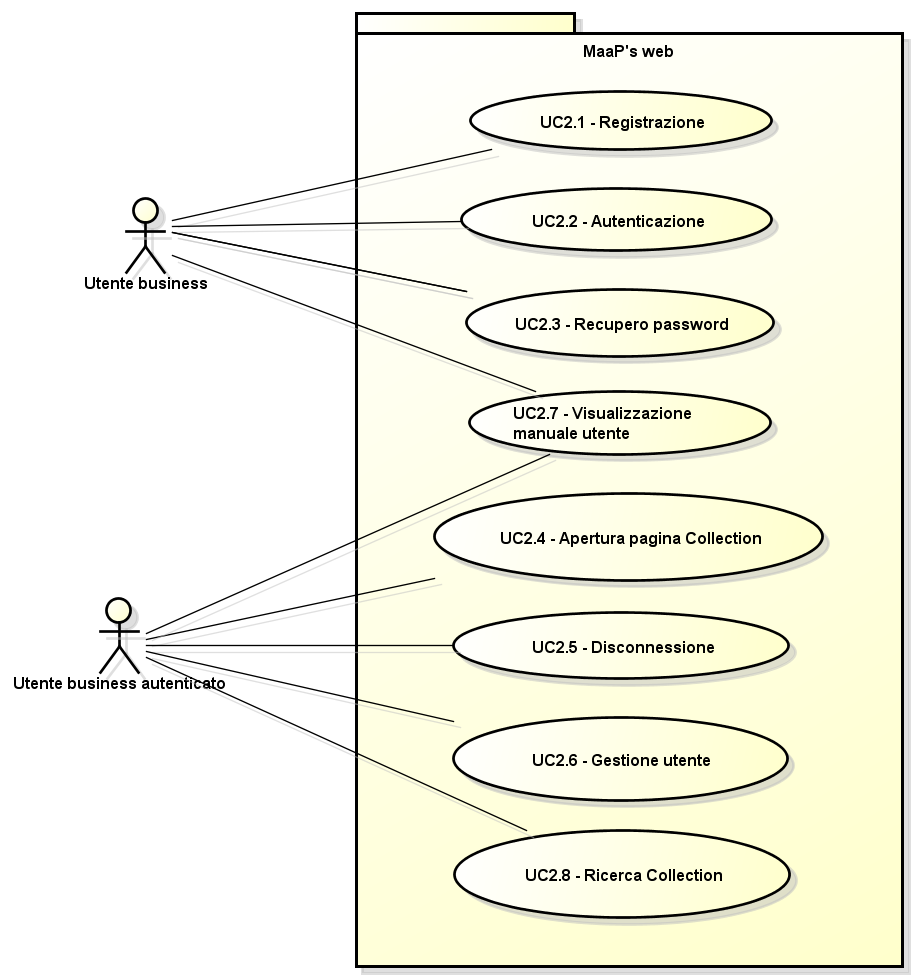 MaaP's web
UC2.1 - Registrazione
UC2.2 - Autenticazione
Utente business
UC2.3 - Recupero password
UC2.7 - Visualizzazione
manuale utente
UC2.4 - Apertura pagina Collection
UC2.5 - Disconnessione
Utente business autenticato
UC2.6 - Gestione utente
UC2.8 - Ricerca Collection